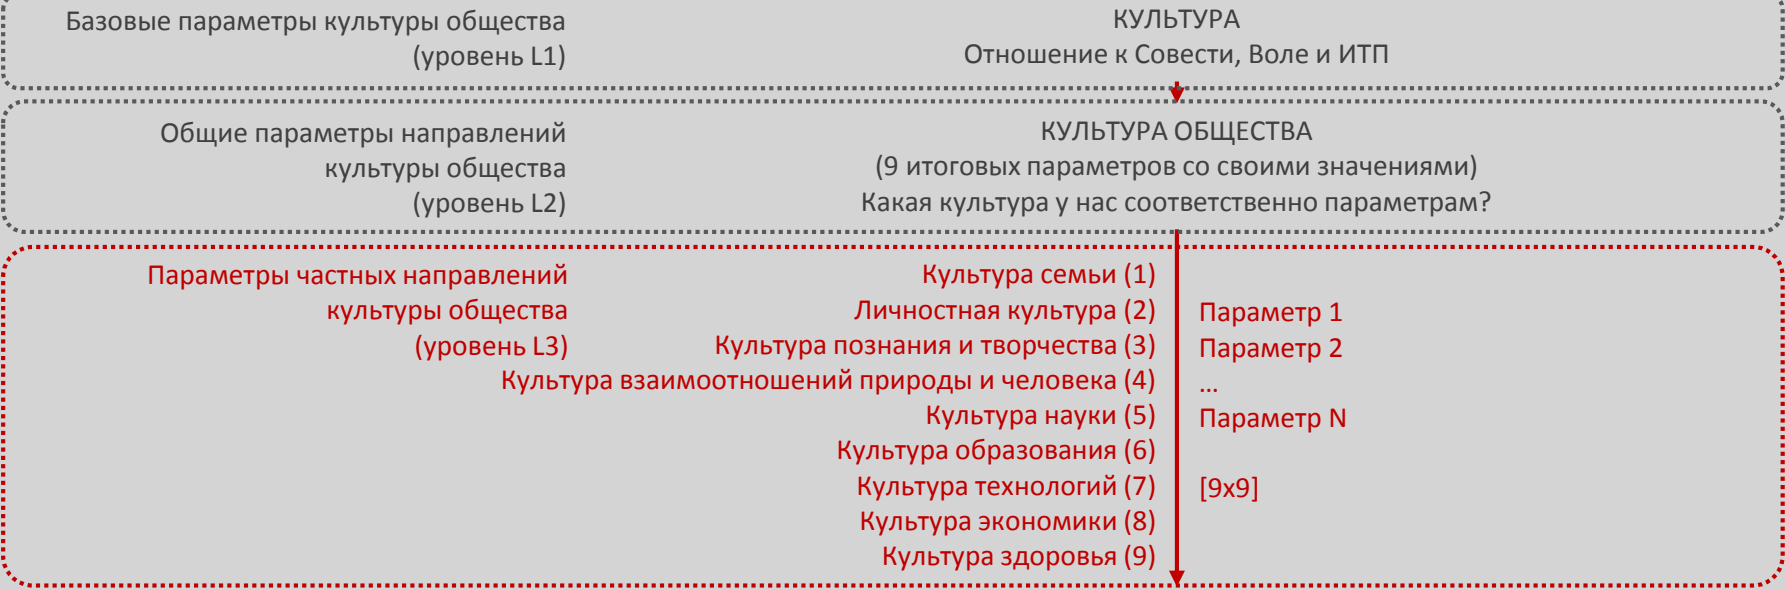 Базовые параметры культуры общества
(уровень L1)
КУЛЬТУРА
Отношение к Совести, Воле и ИТП
Общие параметры направлений
культуры общества
(уровень L2)
КУЛЬТУРА ОБЩЕСТВА
(9 итоговых параметров со своими значениями)
Какая культура у нас соответственно параметрам?
Параметры частных направлений
культуры общества
(уровень L3)
Культура семьи (1)
Личностная культура (2)
Культура познания и творчества (3)
Культура взаимоотношений природы и человека (4)
Культура науки (5)
Культура образования (6)
Культура технологий (7)
Культура экономики (8)
Культура здоровья (9)
Параметр 1
Параметр 2
...
Параметр N
[9x9]